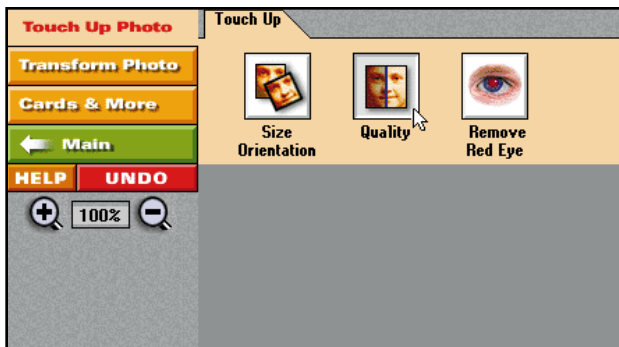 Touch Up Photo
Touch Up
Transform Photo
Cards & More
Main
HELP UNDO
100%
Size
Orientation
Quality
Remove
Red Eye